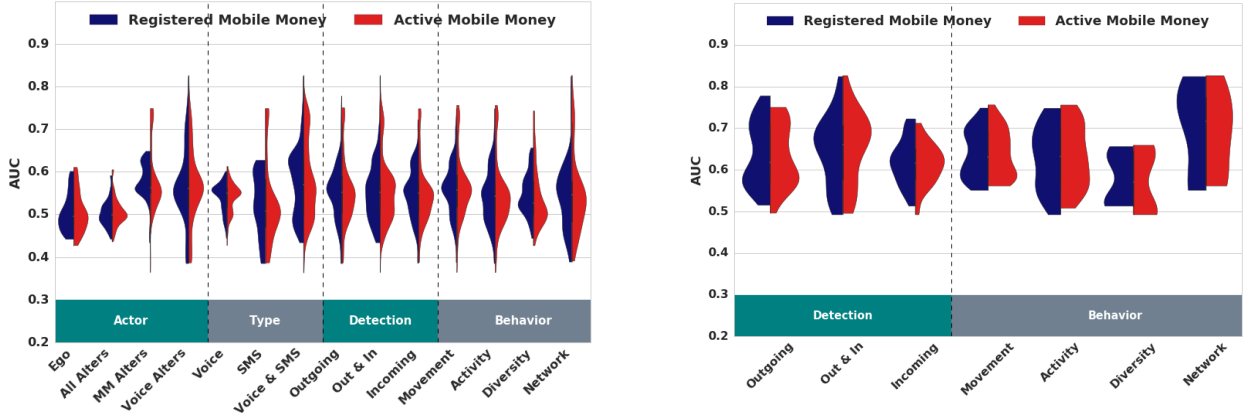 Registered Mobile Money Active Mobile Money
0.9
0.8
0.7
0.6
0.5
0.4
0.3
0.2
AUC
Actor Type Detection Behavior
Ego
All Alters
MM Alters
Voice Alters
Voice
SMS
Voice & SMS
Outgoing
Out & In
Incoming
Movement
Activity
Diversity
Network
Registered Mobile Money Active Mobile Money
0.9
0.8
0.7
0.6
0.5
0.4
0.3
0.2
AUC
Detection Behavior
Outgoing
Out & In
Incoming
Movement
Activity
Diversity
Network